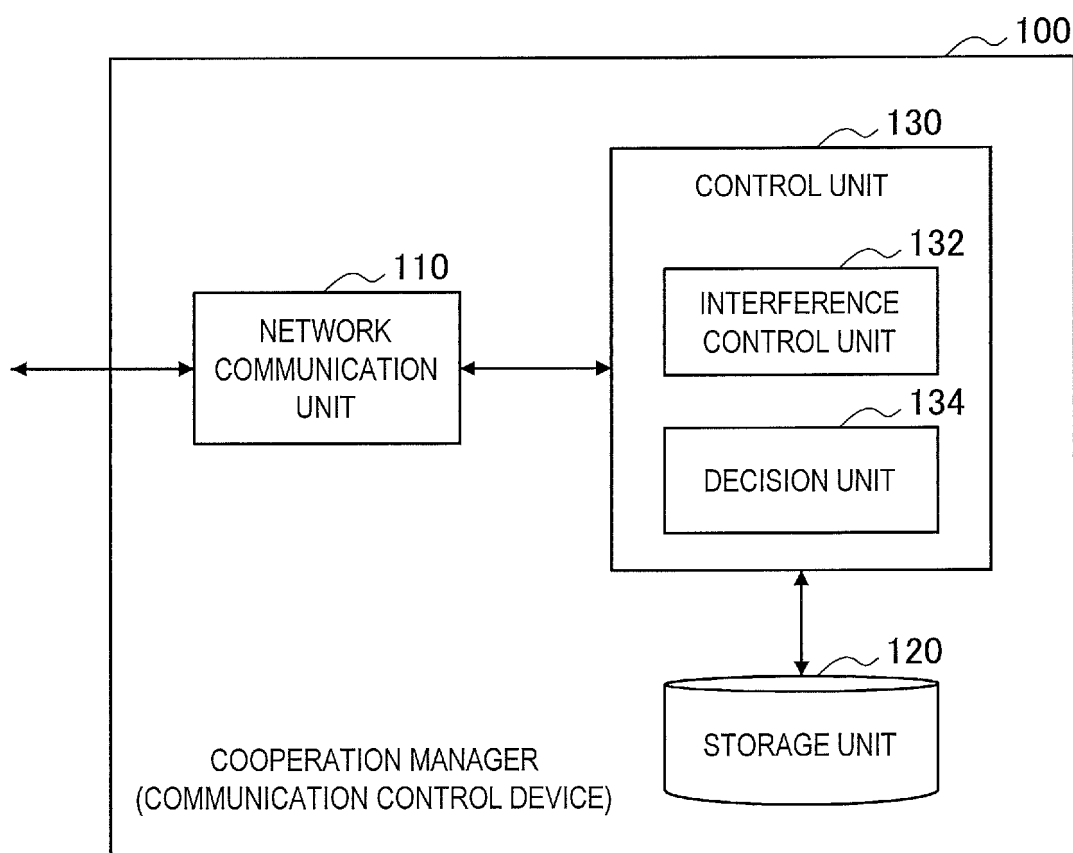 100
130
CONTROL UNIT
132
INTERFERENCE
CONTROL UNIT
110
NETWORK
COMMUNICATION
UNIT
134
DECISION UNIT
120
STORAGE UNIT
COOPERATION MANAGER
(COMMUNICATION CONTROL DEVICE)